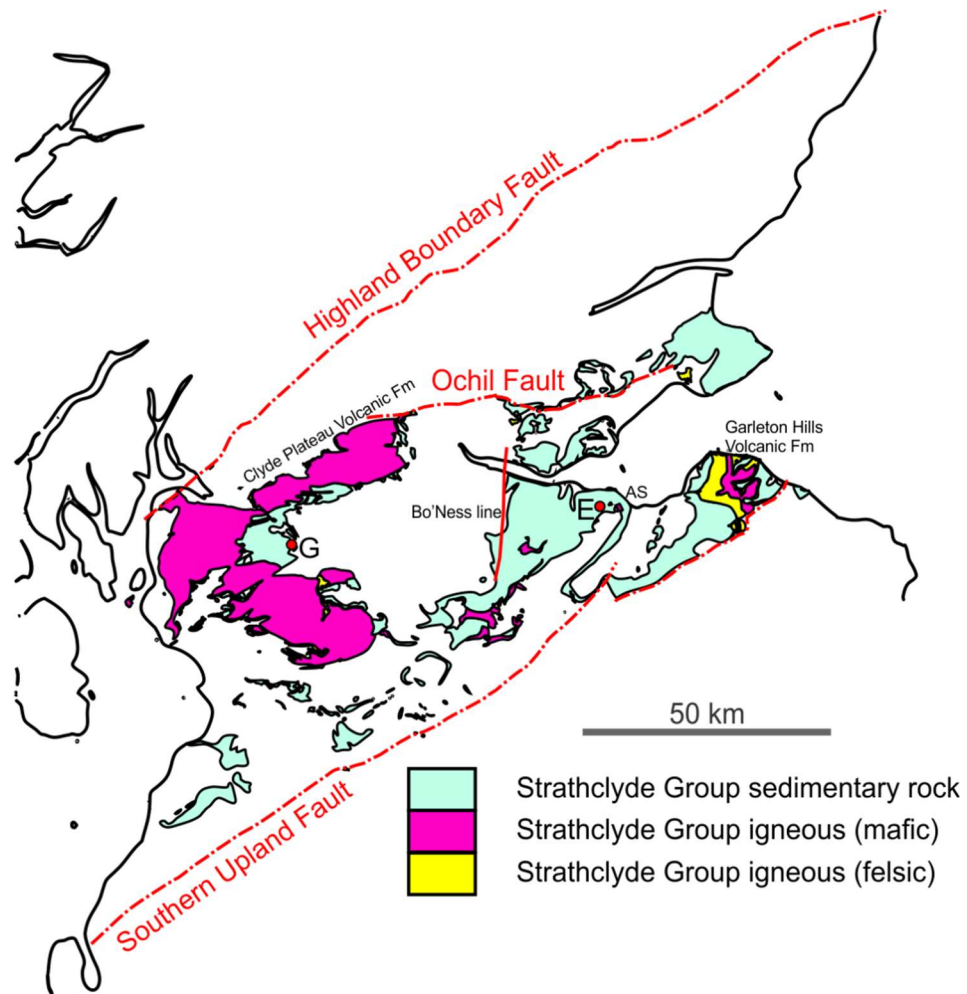 Highland Boundary Fault
Ochil Fault
Clyde Plateau Volcanic Fm
Garleton Hills
Volcanic Fm
AS
Bo'Ness line
E
G
50 km
Strathclyde Group sedimentary rock
Strathclyde Group igneous (mafic)
Strathclyde Group igneous (felsic)
Southern Upland Fault